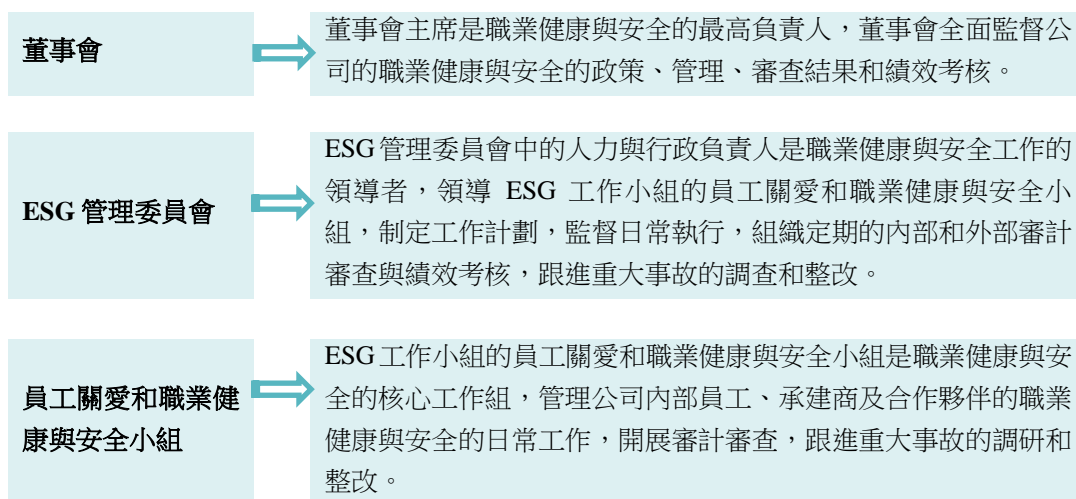 董事會
董事會主席是職業健康與安全的最高負責人，董事會全面監督公
司的職業健康與安全的政策、管理、審查結果和績效考核。
ESG 管理委員會
ESG 管理委員會中的人力與行政負責人是職業健康與安全工作的
領導者，領導 ESG 工作小組的員工關愛和職業健康與安全小
組，制定工作計劃，監督日常執行，組織定期的內部和外部審計
審查與績效考核，跟進重大事故的調查和整改。
員工關愛和職業健
康與安全小組
ESG 工作小組的員工關愛和職業健康與安全小組是職業健康與安
全的核心工作組，管理公司內部員工、承建商及合作夥伴的職業
健康與安全的日常工作，開展審計審查，跟進重大事故的調研和
整改。